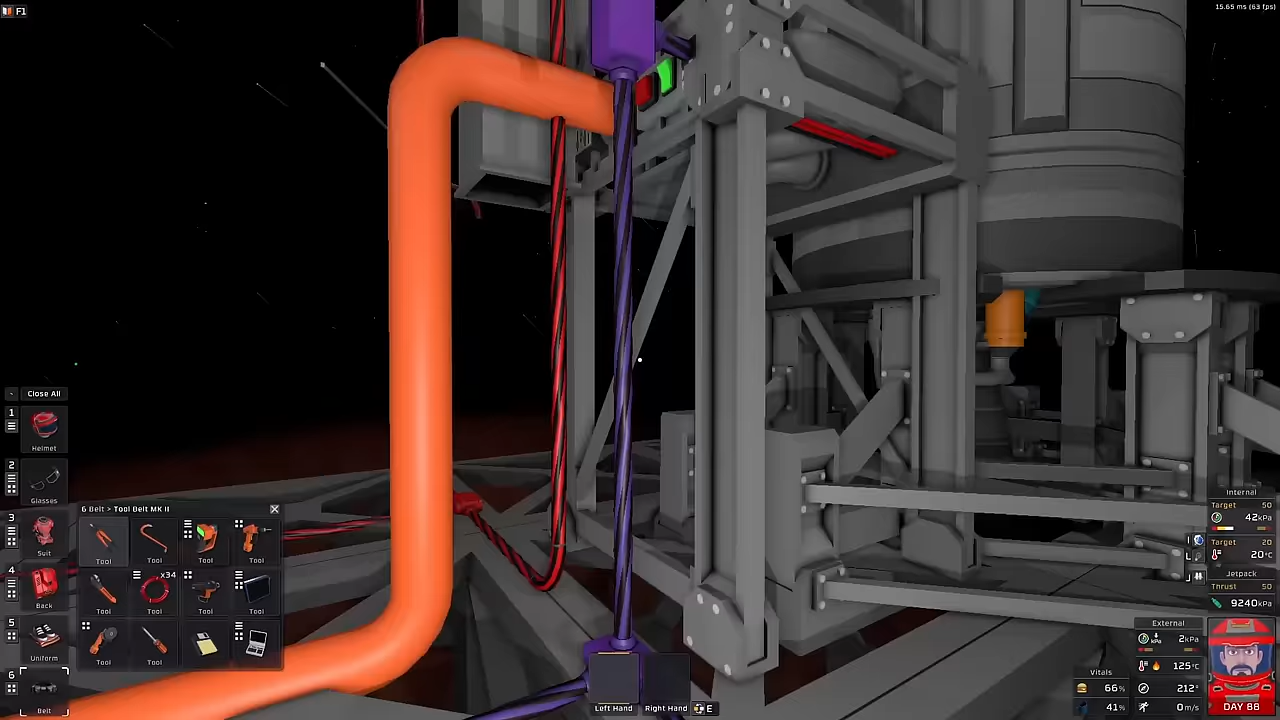 F1
15.65 ms (63 fps)
Close All
1
Helmet
2
Glasses
3
Suit
4
Back
5
Uniform
6
Belt
6 Belt > Tool Belt MK II
Tool
Tool
Tool
Tool
Tool
x34
Tool
Tool
Tool
Tool
Tool
Left Hand
Right Hand
E
Internal
Target 50
42kPa
Target 20
20°C
Jetpack
Thrust 50
9240kPa
External
kPa
2kPa
125°C
212°
0m/s
Vitals
66%
41%
DAY 88